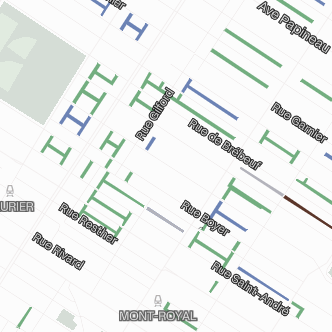 ier
Ave Papineau
Rue Garnier
Rue Gilford
Rue de Brébeuf
URIER
Rue Resther
Rue Boyer
Rue Rivard
Rue Saint-André
MONT-ROYAL